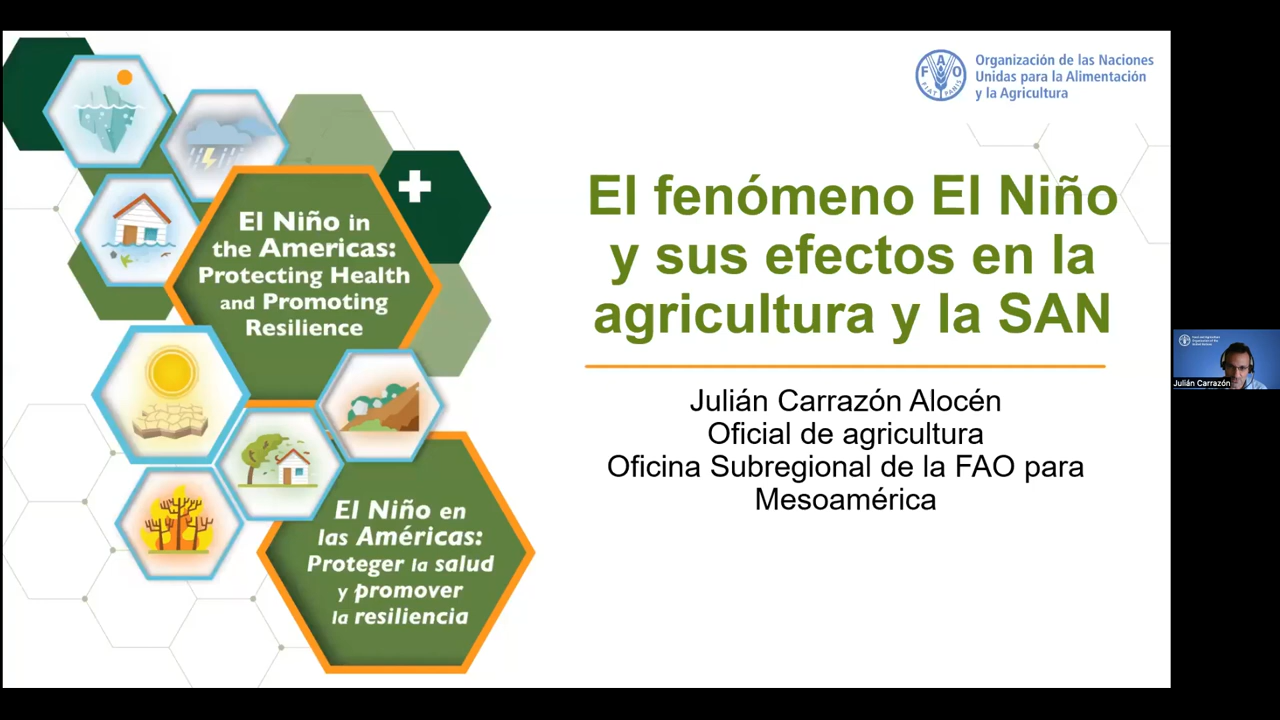 Organización de las Naciones
Unidas para la Alimentación
y la Agricultura
F A O
FIAT PANIS
El Niño in
the Americas:
Protecting Health
and Promoting
Resilience
El Niño en
las Américas:
Proteger la salud
y promover
la resiliencia
El fenómeno El Niño
y sus efectos en la
agricultura y la SAN
Julián Carrazón Alocén
Oficial de agricultura
Oficina Subregional de la FAO para
Mesoamérica
Julián Carrazón